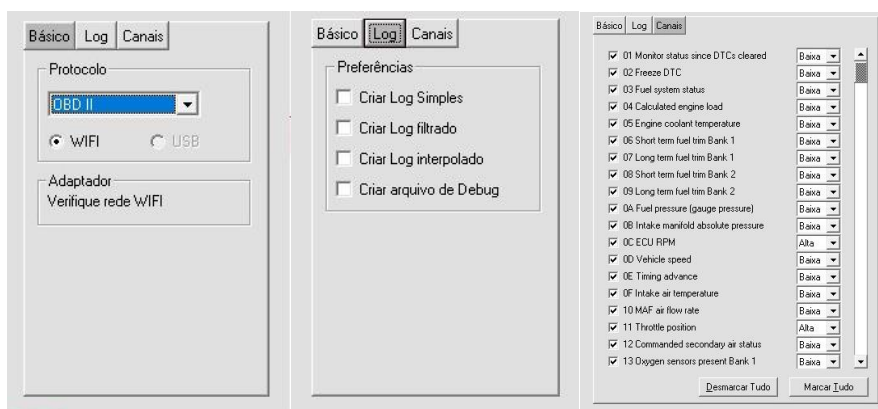 Básico Log Canais
Protocolo
OBD II
WIFI USB
Adaptador
Verifique rede WIFI
Básico Log Canais
Preferências
Criar Log Simples
Criar Log filtrado
Criar Log interpolado
Criar arquivo de Debug
Básico Log Canais
01 Monitor status since DTCs cleared Baixa
02 Freeze DTC Baixa
03 Fuel system status Baixa
04 Calculated engine load Baixa
05 Engine coolant temperature Baixa
06 Short term fuel trim Bank 1 Baixa
07 Long term fuel trim Bank 1 Baixa
08 Short term fuel trim Bank 2 Baixa
09 Long term fuel trim Bank 2 Baixa
0A Fuel pressure (gauge pressure) Baixa
0B Intake manifold absolute pressure Baixa
0C ECU RPM Alta
0D Vehicle speed Baixa
0E Timing advance Baixa
0F Intake air temperature Baixa
10 MAF air flow rate Baixa
11 Throttle position Alta
12 Commanded secondary air status Baixa
13 Oxygen sensors present Bank 1 Baixa
Desmarcar Tudo Marcar Tudo